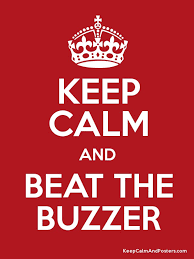 KEEP
CALM
AND
BEAT THE
BUZZER
KeepCalmAndPosters.com